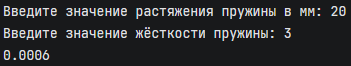 Введите значение растяжения пружины в мм: 20
Введите значение жёсткости пружины: 3
0.0006